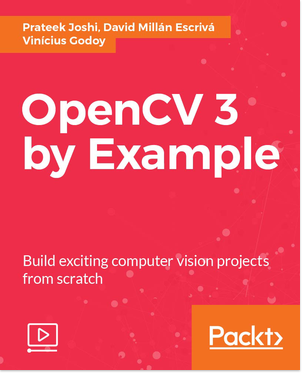 Prateek Joshi, David Millán Escrivá
Vinícius Godoy
OpenCV 3
by Example
Build exciting computer vision projects
from scratch
Packt>